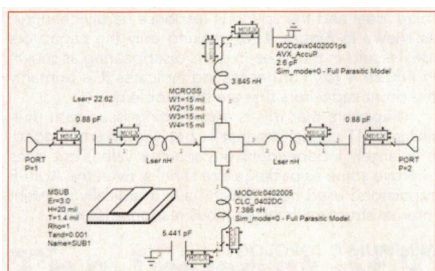 MODcavx0402001ps
AVX_AccuP
2.6 pF
Sim_mode=0 - Full Parasitic Model
3.845 nH
Lser= 22.62
MCROSS
W1=15 mil
W2=15 mil
W3=15 mil
W4=15 mil
0.88 pF
0.88 pF
PORT
P=1
Lser nH
Lser nH
PORT
P=2
MSUB
Er=3.0
H=20 mil
T=1.4 mil
Rho=1
Tand=0.001
Name=SUB1
MODclc0402005
CLC_0402DC
7.386 nH
Sim_mode=0 - Full Parasitic Model
5.441 pF